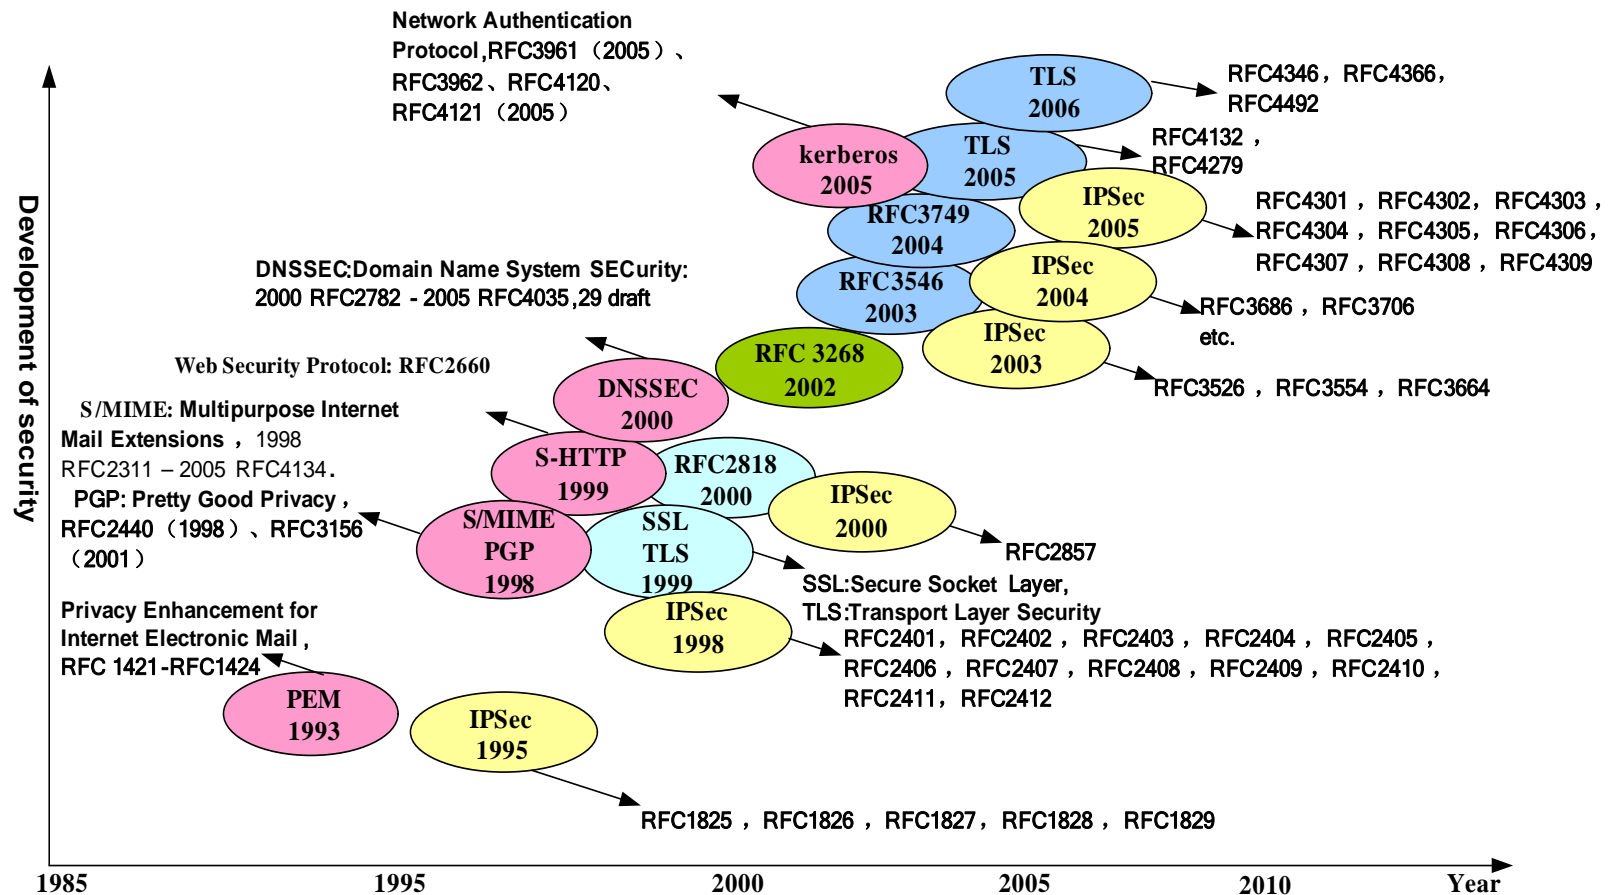 Network Authentication
Protocol,RFC3961（2005）、
RFC3962、RFC4120、
RFC4121（2005）
TLS
2006
RFC4346，RFC4366，
RFC4492
kerberos
2005
TLS
2005
RFC4132，
RFC4279
IPSec
2005
RFC4301，RFC4302，RFC4303，
RFC4304，RFC4305，RFC4306，
RFC4307，RFC4308，RFC4309
RFC3749
2004
Development of security
DNSSEC:Domain Name System SECurity:
2000 RFC2782 - 2005 RFC4035,29 draft
RFC3546
2003
IPSec
2004
RFC3686，RFC3706
etc.
IPSec
2003
RFC3526，RFC3554，RFC3664
RFC 3268
2002
Web Security Protocol: RFC2660
DNSSEC
2000
S/MIME: Multipurpose Internet
Mail Extensions，1998
RFC2311 – 2005 RFC4134.
PGP: Pretty Good Privacy，
RFC2440（1998）、RFC3156
（2001）
S-HTTP
1999
RFC2818
2000
IPSec
2000
RFC2857
S/MIME
PGP
1998
SSL
TLS
1999
SSL:Secure Socket Layer,
TLS:Transport Layer Security
Privacy Enhancement for
Internet Electronic Mail，
RFC 1421-RFC1424
IPSec
1998
RFC2401，RFC2402，RFC2403，RFC2404，RFC2405，
RFC2406，RFC2407，RFC2408，RFC2409，RFC2410，
RFC2411，RFC2412
PEM
1993
IPSec
1995
RFC1825，RFC1826，RFC1827，RFC1828，RFC1829
1985
1995
2000
2005
2010
Year